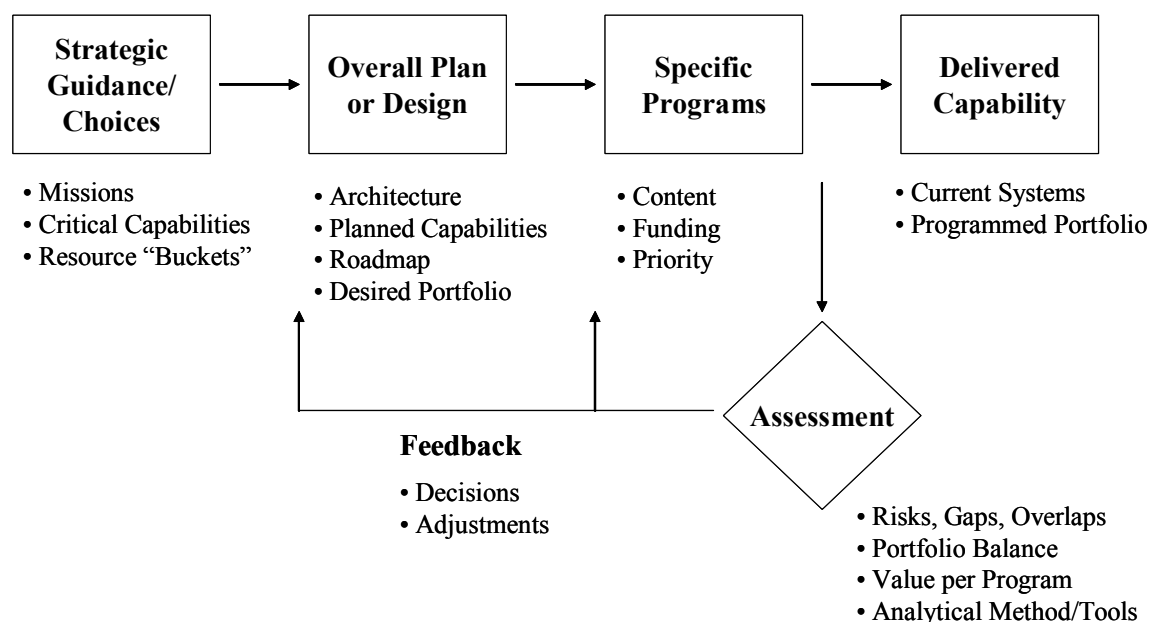 Strategic
Guidance/
Choices
Overall Plan
or Design
Specific
Programs
Delivered
Capability
• Missions
• Critical Capabilities
• Resource “Buckets”
• Architecture
• Planned Capabilities
• Roadmap
• Desired Portfolio
• Content
• Funding
• Priority
• Current Systems
• Programmed Portfolio
Assessment
Feedback
• Decisions
• Adjustments
• Risks, Gaps, Overlaps
• Portfolio Balance
• Value per Program
• Analytical Method/Tools